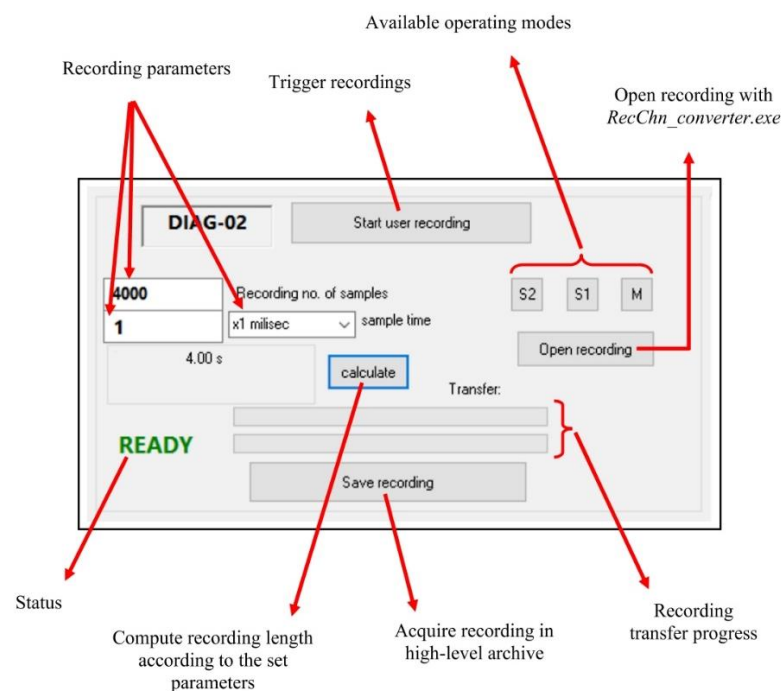 Available operating modes
Recording parameters
Trigger recordings
Open recording with
RecChn_converter.exe
DIAG-02
Start user recording
4000
Recording no. of samples
S2
S1
M
1
x1 milisec
sample time
4.00 s
Open recording
calculate
Transfer:
READY
Save recording
Status
Compute recording length
according to the set
parameters
Acquire recording in
high-level archive
Recording
transfer progress